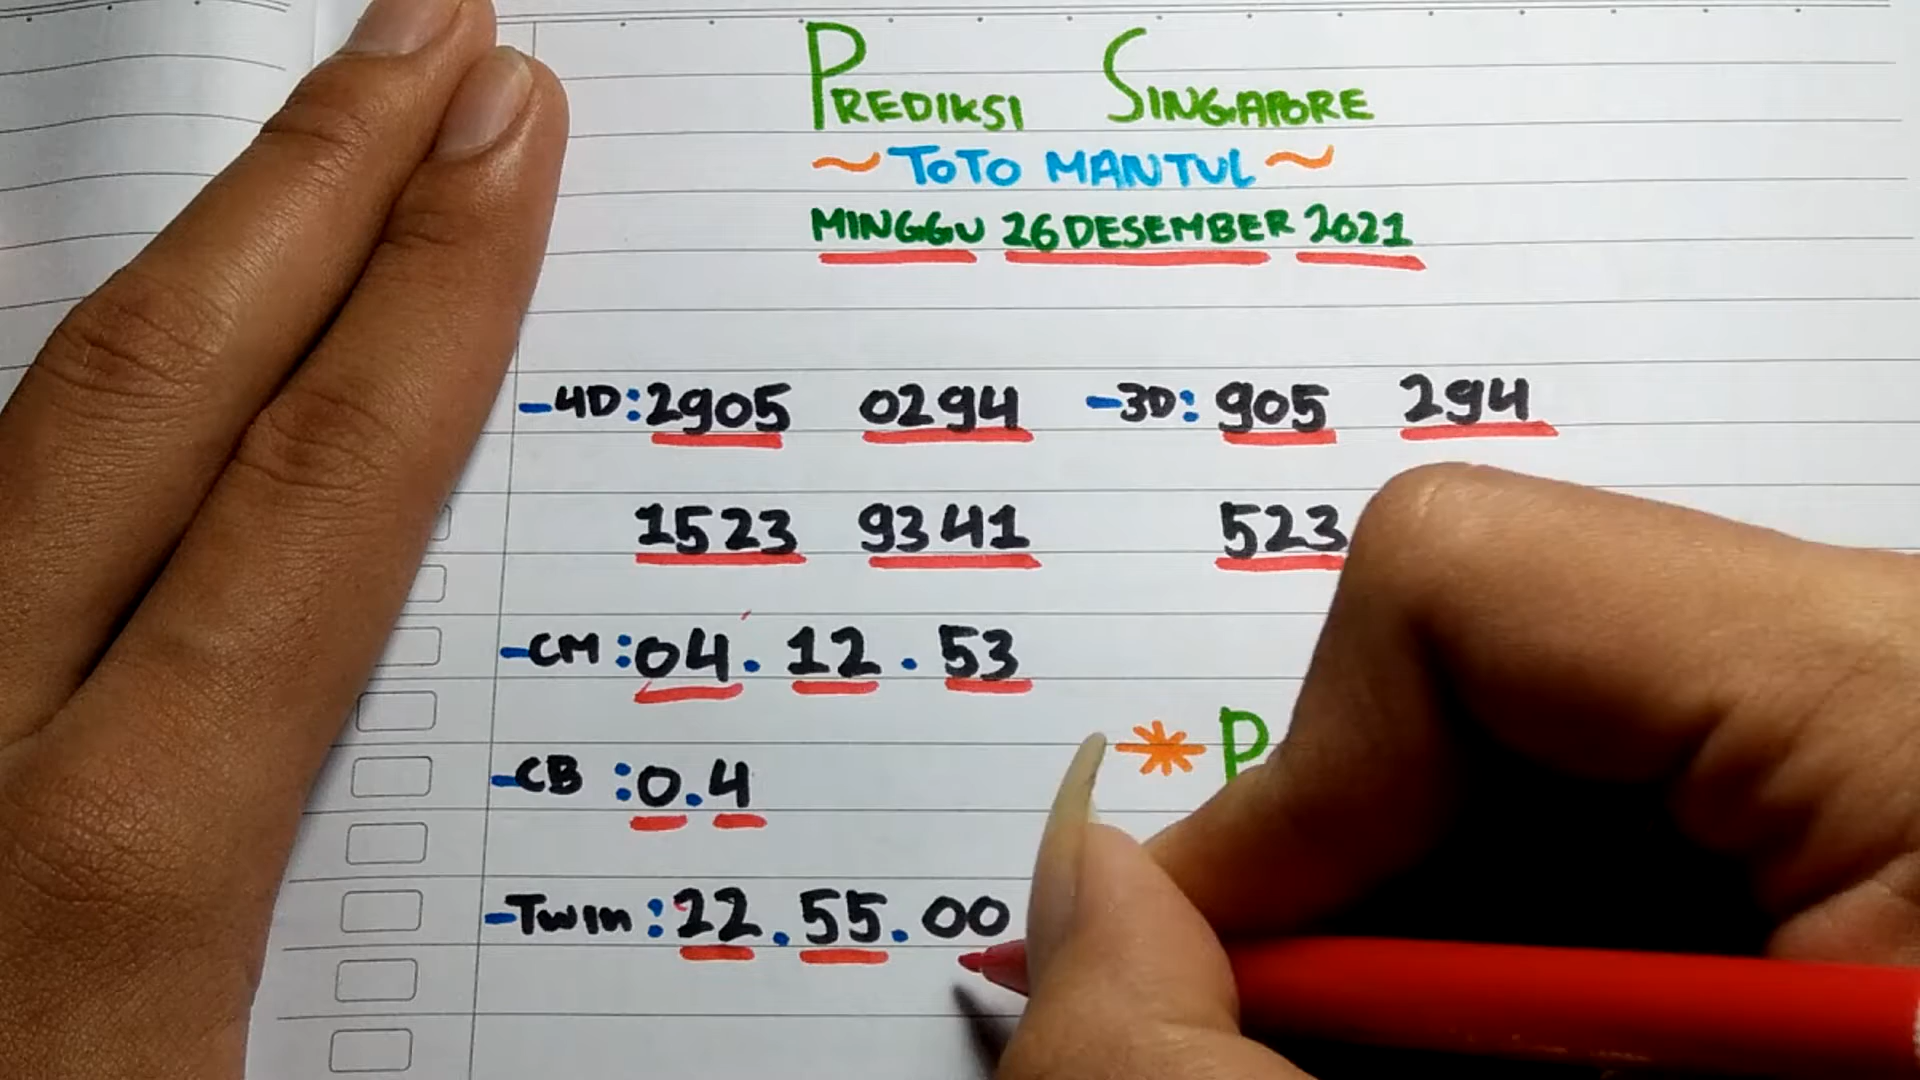 PREDIKSI SINGAPORE
~ TOTO MANTUL ~
MINGGU 26 DESEMBER 2021
-4D: 2905 0294 -3D: 905 294
1523 9341 523
-CM: 04. 12. 53
* P
-CB: 0.4
-Twin: 22.55.00